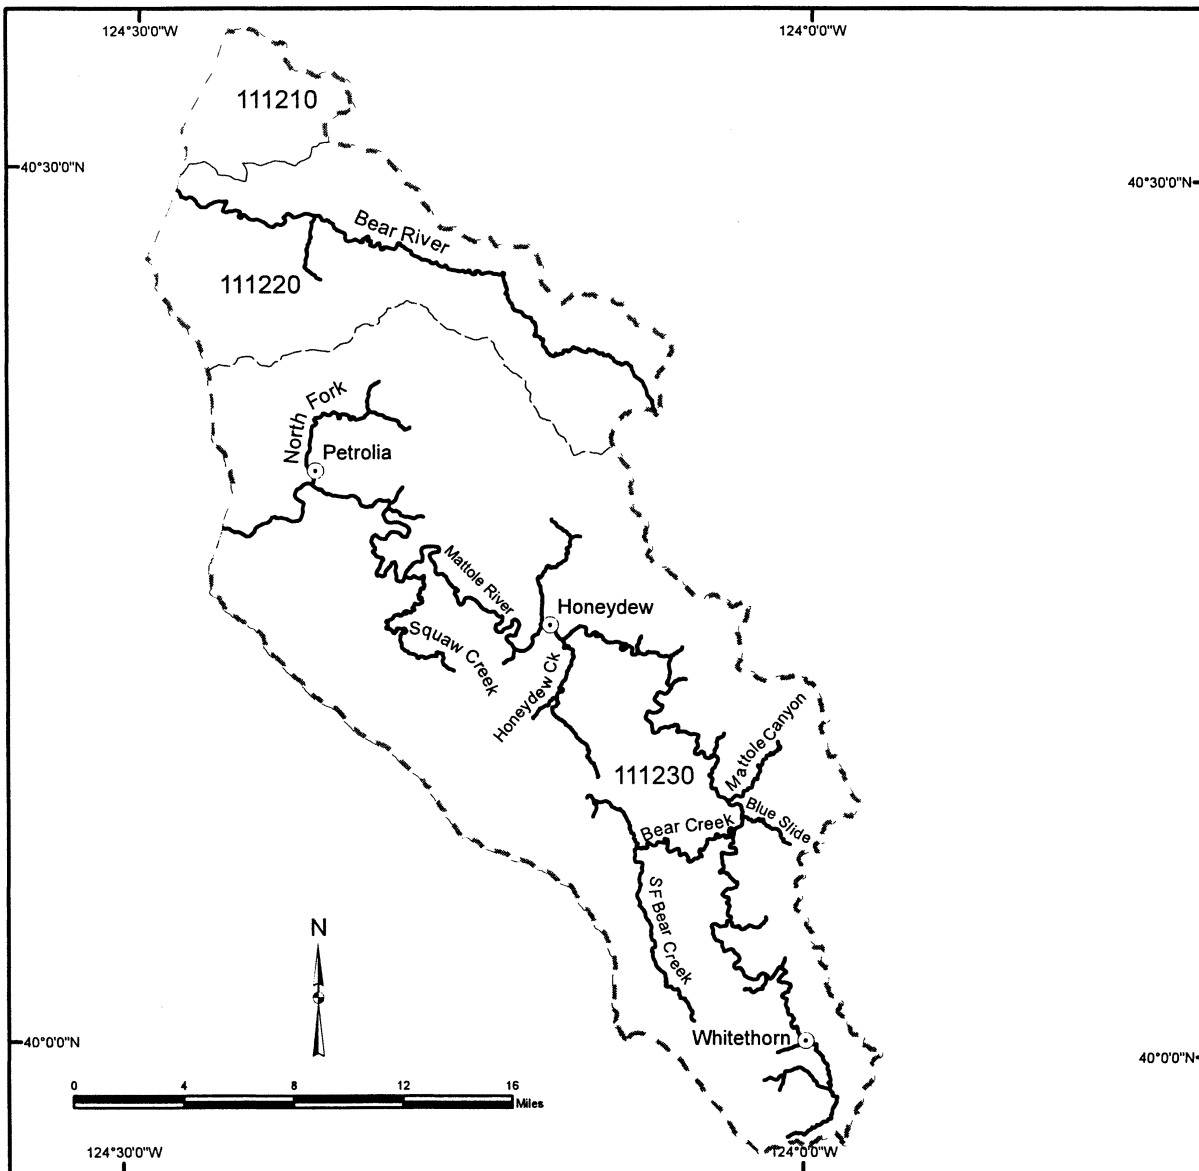 124°30'0"W
124°0'0"W
111210
40°30'0"N
40°30'0"N
Bear River
111220
North Fork
Petrolia
Mattole River
Honeydew
Squaw Creek
Honeydew Ck
Mattole Canyon
111230
Blue Slide
Bear Creek
S F Bear Creek
N
Whitethorn
40°0'0"N
40°0'0"N
0 4 8 12 16
Miles
124°30'0"W
124°0'0"W